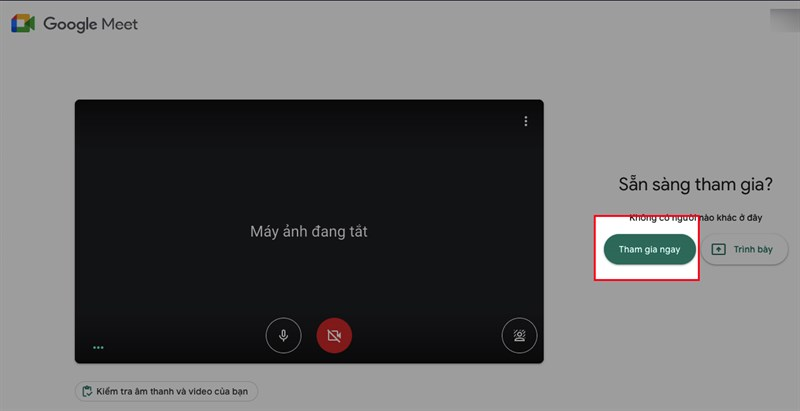 Google Meet
Máy ảnh đang tắt
Sẵn sàng tham gia?
Không có người nào khác ở đây
Tham gia ngay
Trình bày
Kiểm tra âm thanh và video của bạn